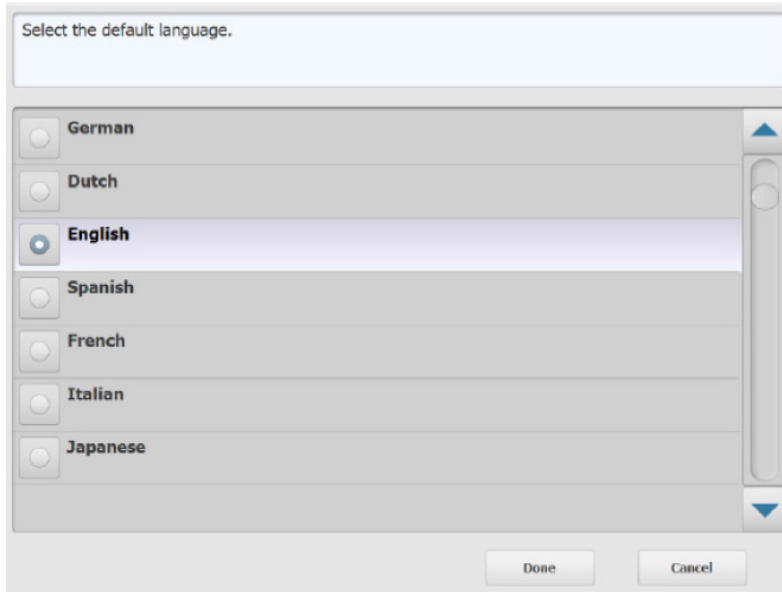 Select the default language.
German
Dutch
English
Spanish
French
Italian
Japanese
Done
Cancel